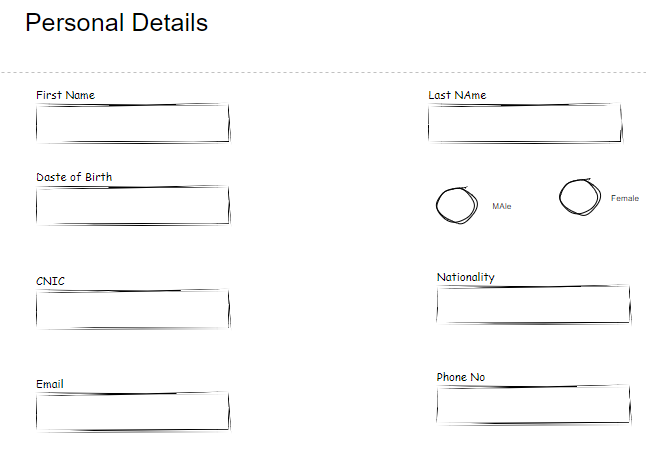 Personal Details
First Name
Last NAme
Daste of Birth
MAle
Female
CNIC
Nationality
Email
Phone No